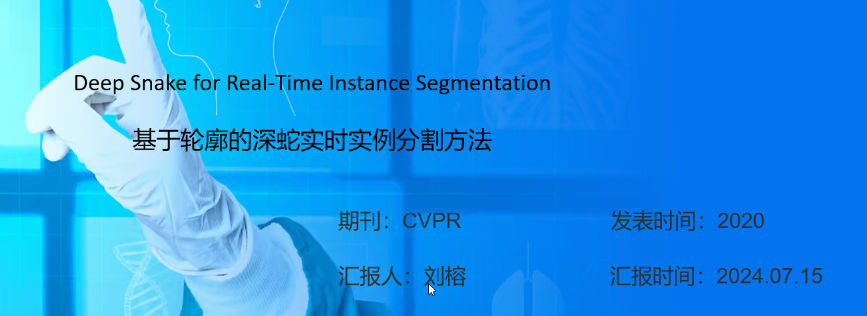 Deep Snake for Real-Time Instance Segmentation
基于轮廓的深蛇实时实例分割方法
期刊：CVPR 发表时间：2020
汇报人：刘榕 汇报时间：2024.07.15